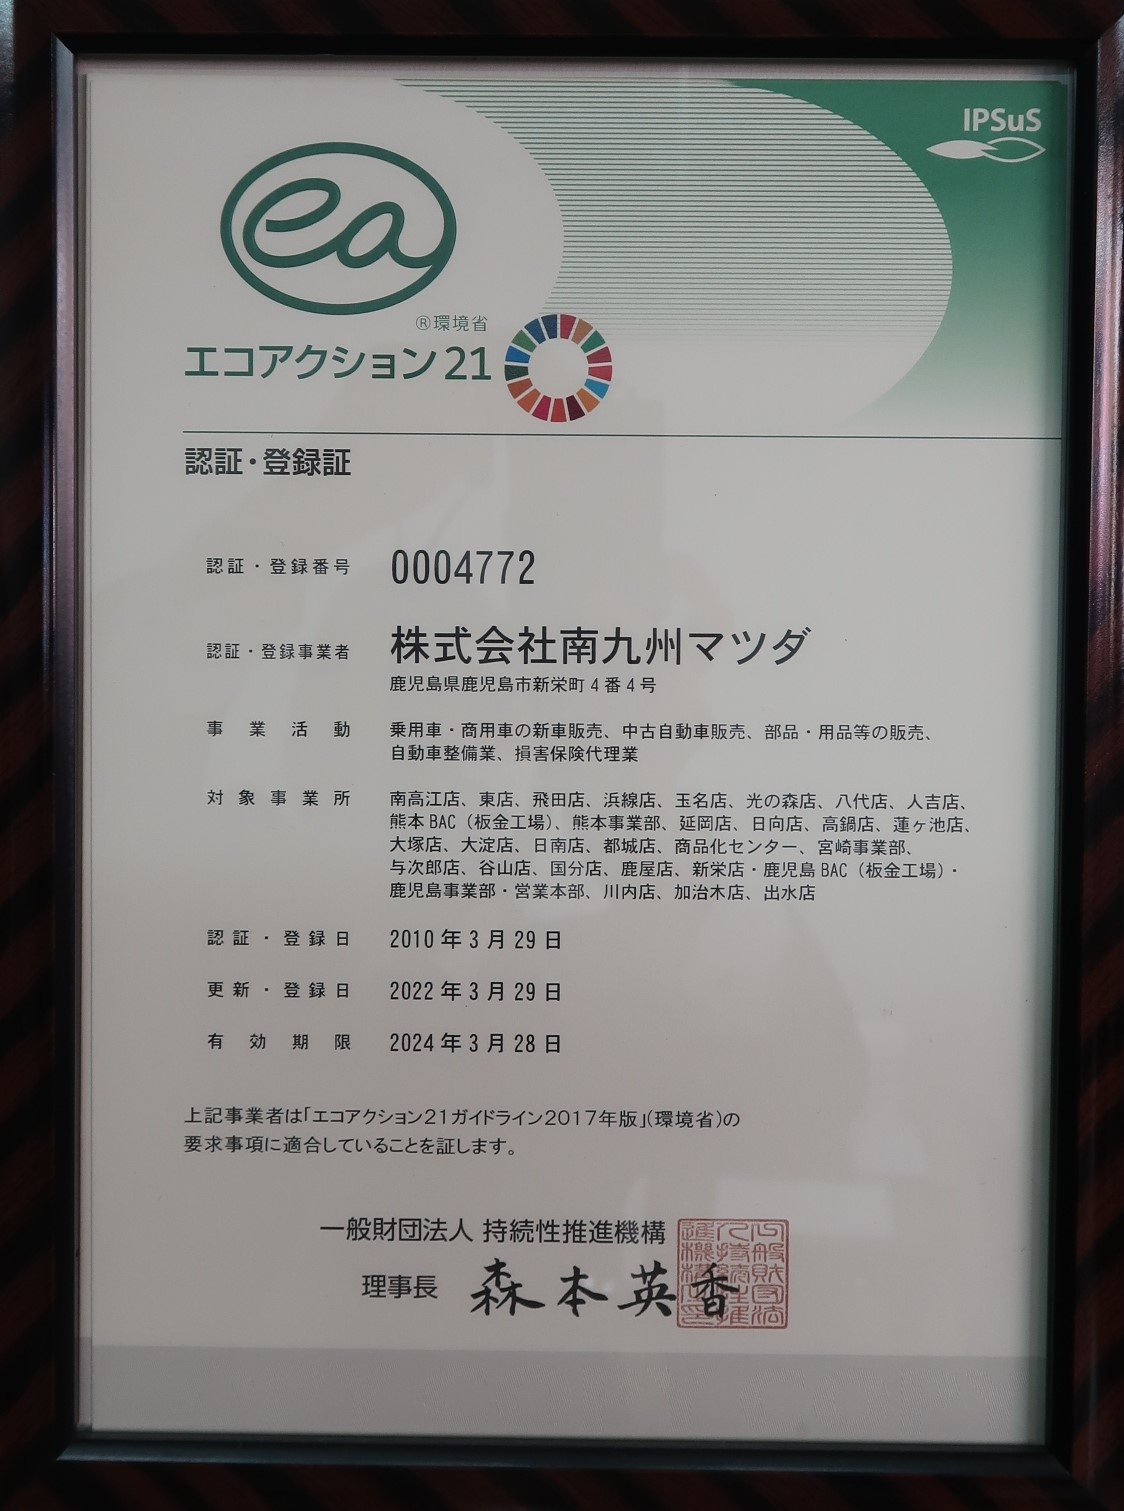 IPSuS
ea
®環境省
エコアクション21
認証・登録証
認証・登録番号 0004772
認証・登録事業者 株式会社南九州マツダ
鹿児島県鹿児島市新栄町4番4号
事業活動 乗用車・商用車の新車販売、中古自動車販売、部品・用品等の販売、
自動車整備業、損害保険代理業
対象事業所 南高江店、東店、飛田店、浜線店、玉名店、光の森店、八代店、人吉店、
熊本BAC（板金工場）、熊本事業部、延岡店、日向店、高鍋店、蓮ヶ池店、
大塚店、大淀店、日南店、都城店、商品化センター、宮崎事業部、
与次郎店、谷山店、国分店、鹿屋店、新栄店・鹿児島BAC（板金工場）・
鹿児島事業部・営業本部、川内店、加治木店、出水店
認証・登録日 2010年3月29日
更新・登録日 2022年3月29日
有効期限 2024年3月28日
上記事業者は「エコアクション21ガイドライン2017年版」(環境省)の
要求事項に適合していることを証します。
一般財団法人 持続性推進機構
理事長 森本英香
一般財団法人持続性推進機構